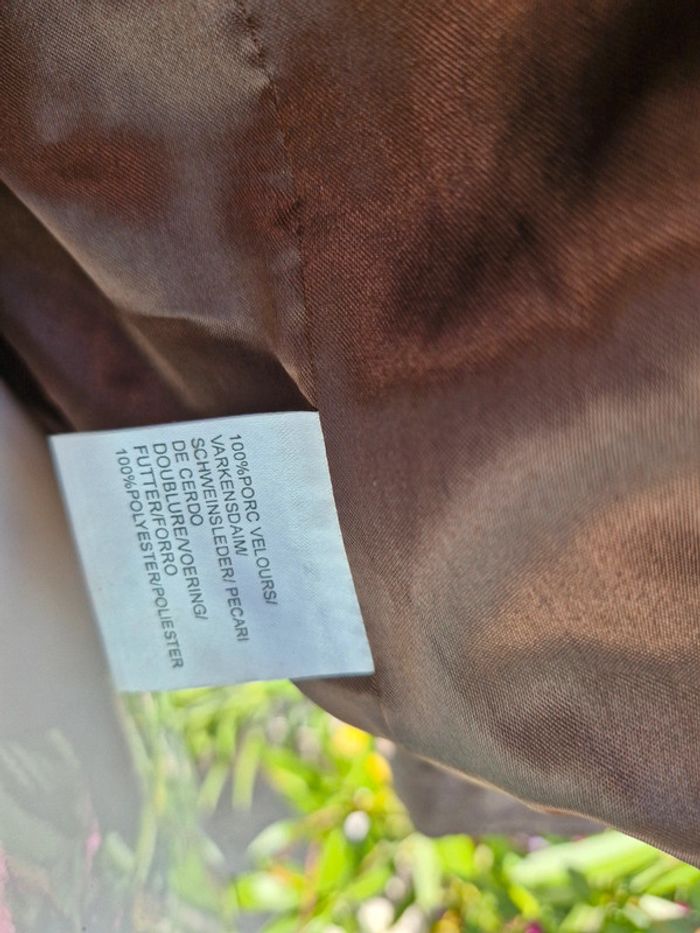 100%PORC VELOURS/
VARKENSDAIM/
SCHWEINSLEDER/ PECARI
DE CERDO
DOUBLURE/VOERING/
FUTTER/FORRO
100%POLYESTER/POLIESTER